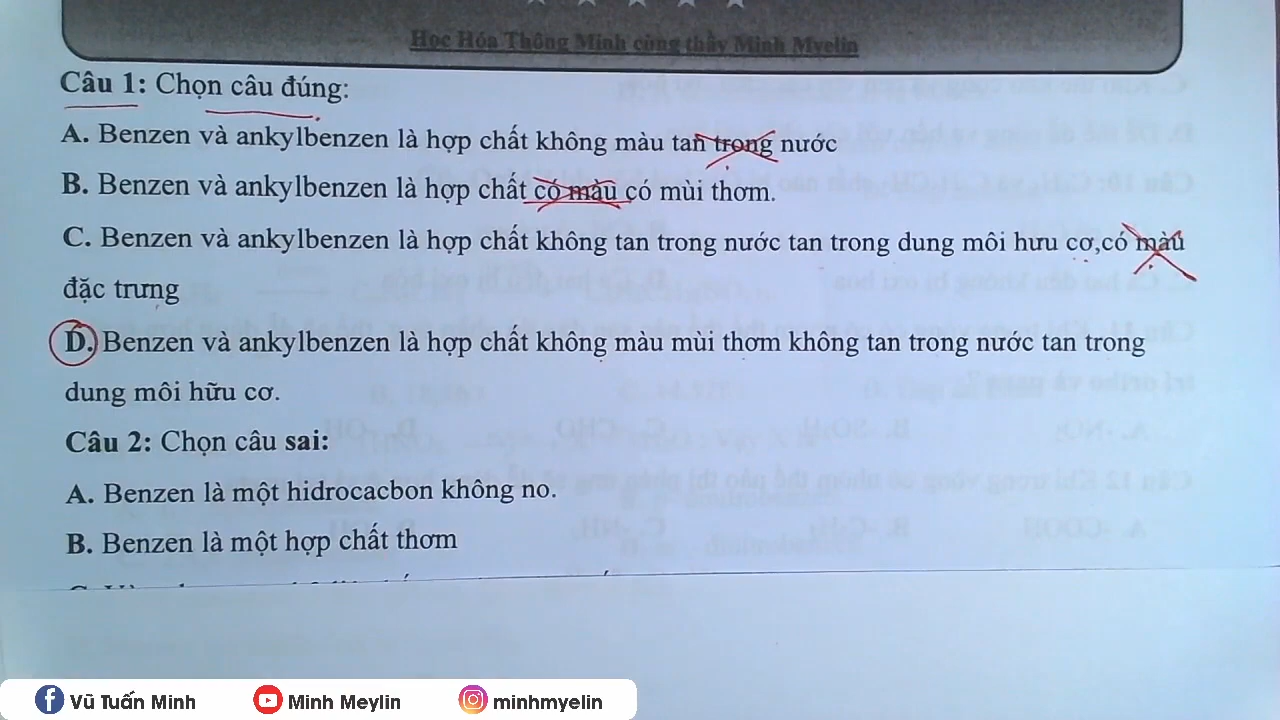 Học Hóa Thông Minh cùng thầy Minh Myelin
Câu 1: Chọn câu đúng:
A. Benzen và ankylbenzen là hợp chất không màu tan trong nước
B. Benzen và ankylbenzen là hợp chất có màu có mùi thơm.
C. Benzen và ankylbenzen là hợp chất không tan trong nước tan trong dung môi hưu cơ,có màu
đặc trưng
D. Benzen và ankylbenzen là hợp chất không màu mùi thơm không tan trong nước tan trong
dung môi hữu cơ.
Câu 2: Chọn câu sai:
A. Benzen là một hidrocacbon không no.
B. Benzen là một hợp chất thơm
Vũ Tuấn Minh Minh Meylin minhmyelin